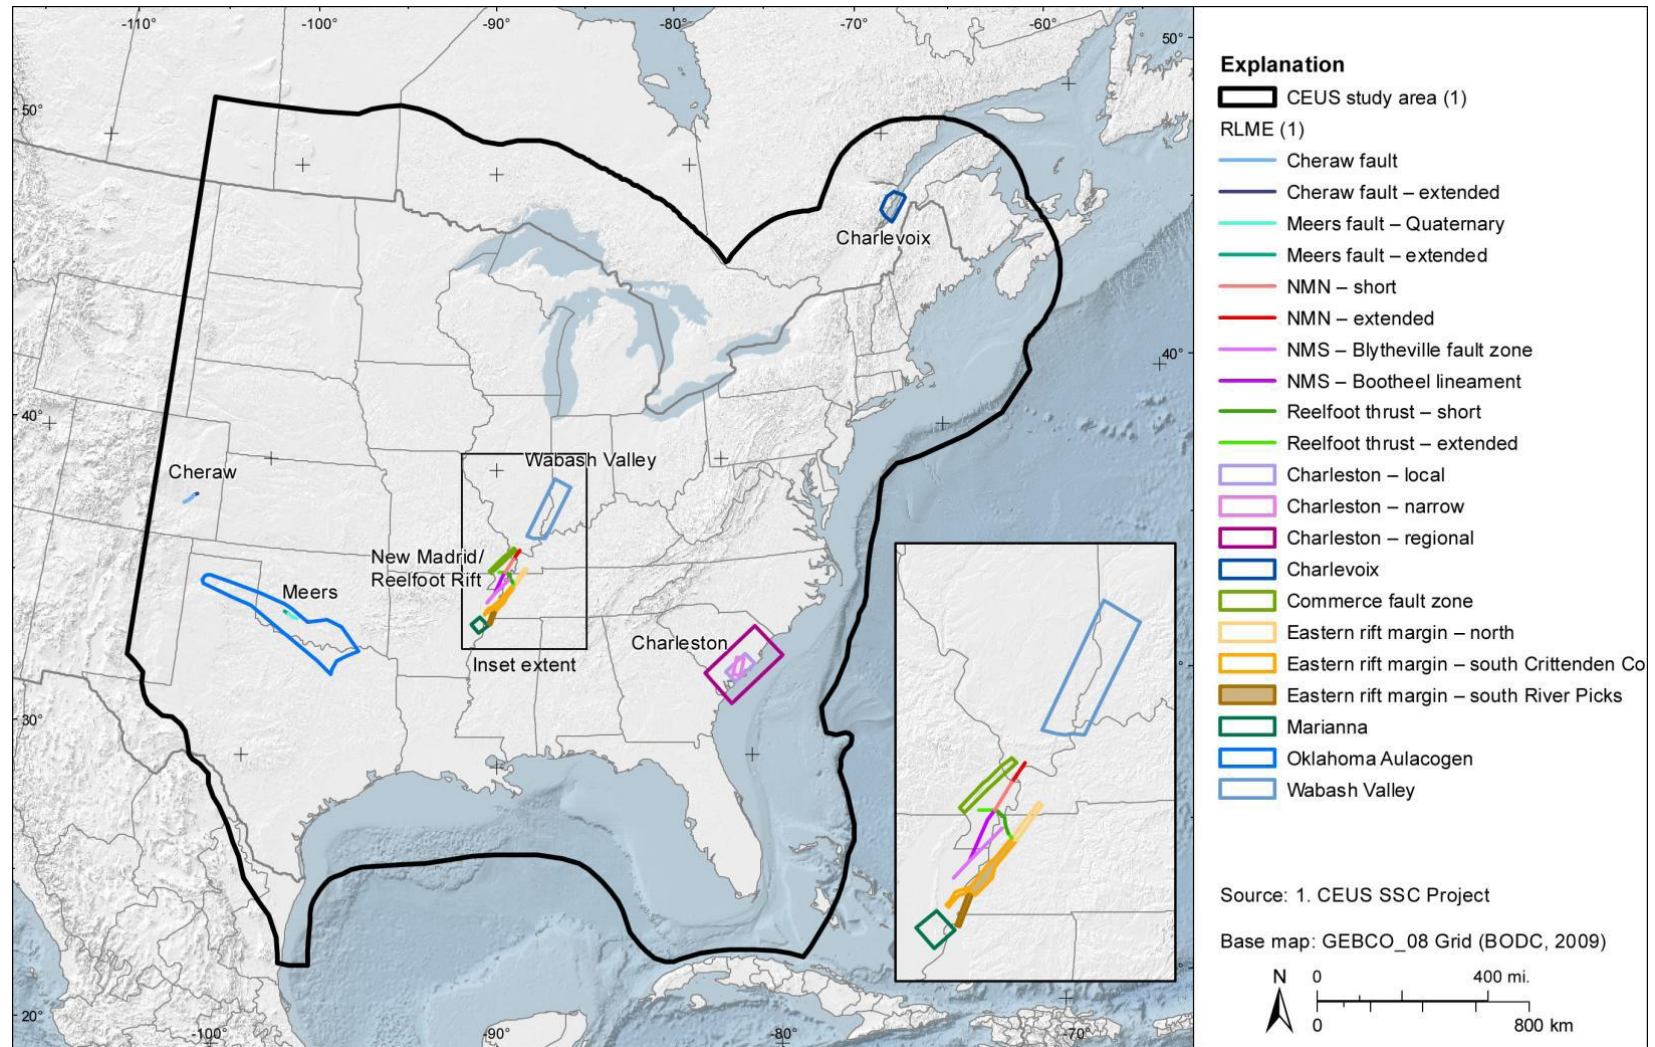 -110°
-100°
-90°
-80°
-70°
-60°
50°
50°
40°
40°
30°
20°
-100°
-90°
-80°
-70°
Charlevoix
Cheraw
Wabash Valley
New Madrid/
Reelfoot Rift
Meers
Charleston
Inset extent
Explanation
CEUS study area (1)
RLME (1)
Cheraw fault
Cheraw fault – extended
Meers fault – Quaternary
Meers fault – extended
NMN – short
NMN – extended
NMS – Blytheville fault zone
NMS – Bootheel lineament
Reelfoot thrust – short
Reelfoot thrust – extended
Charleston – local
Charleston – narrow
Charleston – regional
Charlevoix
Commerce fault zone
Eastern rift margin – north
Eastern rift margin – south Crittenden Co
Eastern rift margin – south River Picks
Marianna
Oklahoma Aulacogen
Wabash Valley
Source: 1. CEUS SSC Project
Base map: GEBCO_08 Grid (BODC, 2009)
N
0 400 mi.
0 800 km